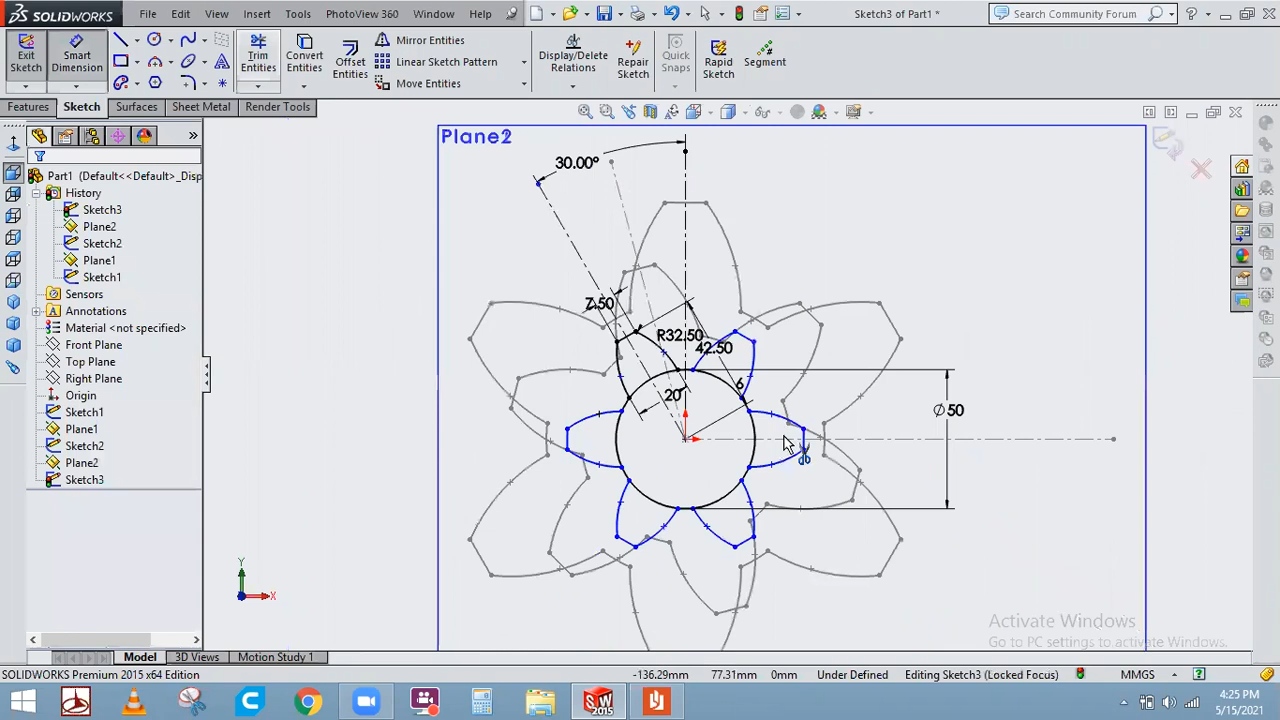 SOLIDWORKS
File
Edit
View
Insert
Tools
PhotoView 360
Window
Help
Sketch3 of Part1 *
Search Community Forum
Exit Sketch
Smart Dimension
Trim Entities
Convert Entities
Offset Entities
Mirror Entities
Linear Sketch Pattern
Move Entities
Display/Delete Relations
Repair Sketch
Quick Snaps
Rapid Sketch
Segment
Features
Sketch
Surfaces
Sheet Metal
Render Tools
Part1 (Default<<Default>_Disp
History
Sketch3
Plane2
Sketch2
Plane1
Sketch1
Sensors
Annotations
Material <not specified>
Front Plane
Top Plane
Right Plane
Origin
Sketch1
Plane1
Sketch2
Plane2
Sketch3
Plane2
30.00°
7.50
R32.50
42.50
6
20
Ø50
Y
X
Activate Windows
Go to PC settings to activate Windows.
Model
3D Views
Motion Study 1
SOLIDWORKS Premium 2015 x64 Edition
-136.29mm
77.31mm
0mm
Under Defined
Editing Sketch3 (Locked Focus)
MMGS
4:25 PM
5/15/2021